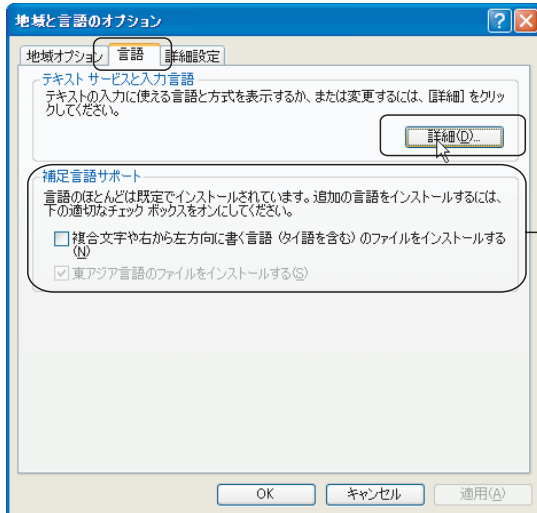 地域と言語のオプション
地域オプション 言語 詳細設定
テキスト サービスと入力言語
テキストの入力に使える言語と方式を表示するか、または変更するには、[詳細] をクリッ
クしてください。
詳細(D)...
補足言語サポート
言語のほとんどは既定でインストールされています。追加の言語をインストールするには、
下の適切なチェック ボックスをオンにしてください。
複合文字や右から左方向に書く言語 (タイ語を含む) のファイルをインストールする
(N)
東アジア言語のファイルをインストールする(S)
OK キャンセル 適用(A)